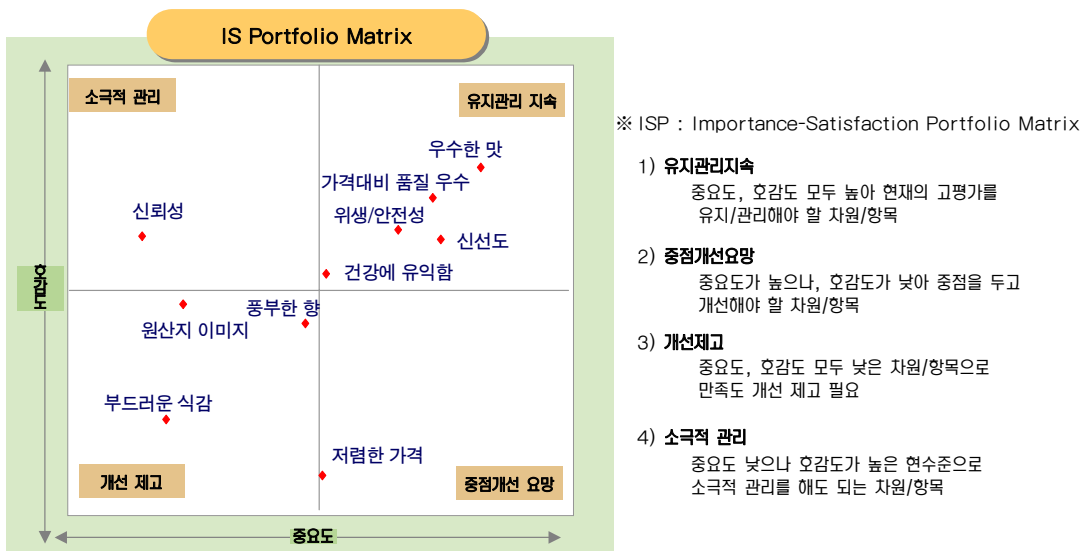 IS Portfolio Matrix
소극적 관리
유지관리 지속
우수한 맛
가격대비 품질 우수
신뢰성
위생/안전성
신선도
건강에 유익함
호감도
풍부한 향
원산지 이미지
부드러운 식감
저렴한 가격
개선 제고
중점개선 요망
중요도
※ ISP : Importance-Satisfaction Portfolio Matrix
1) 유지관리지속
중요도, 호감도 모두 높아 현재의 고평가를
유지/관리해야 할 차원/항목
2) 중점개선요망
중요도가 높으나, 호감도가 낮아 중점을 두고
개선해야 할 차원/항목
3) 개선제고
중요도, 호감도 모두 낮은 차원/항목으로
만족도 개선 제고 필요
4) 소극적 관리
중요도 낮으나 호감도가 높은 현수준으로
소극적 관리를 해도 되는 차원/항목